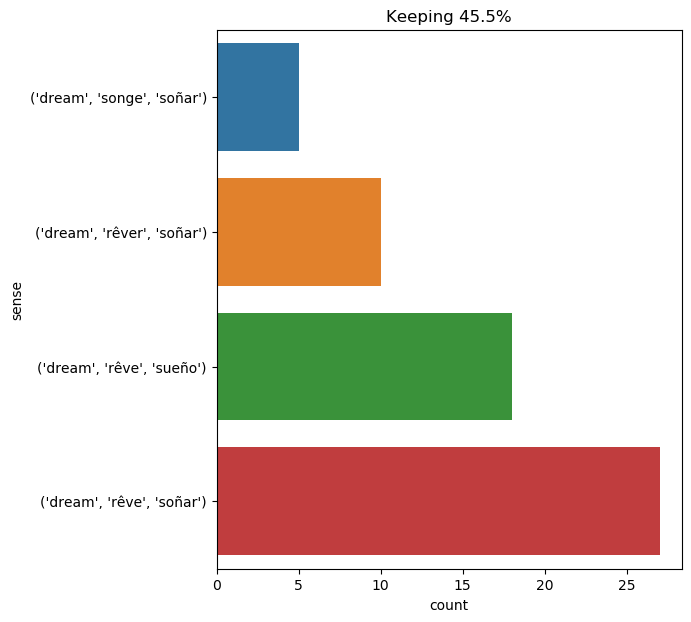 Keeping 45.5%
('dream', 'songe', 'soñar')
('dream', 'rêver', 'soñar')
('dream', 'rêve', 'sueño')
('dream', 'rêve', 'soñar')
sense
0 5 10 15 20 25
count